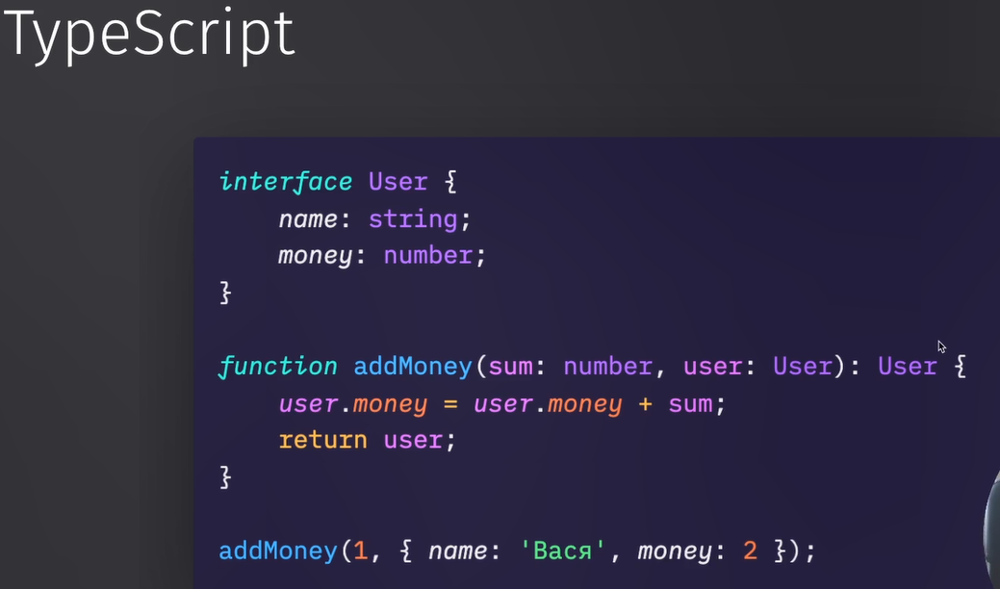 TypeScript
interface User {
    name: string;
    money: number;
}
function addMoney(sum: number, user: User): User {
    user.money = user.money + sum;
    return user;
}
addMoney(1, { name: 'Вася', money: 2 });